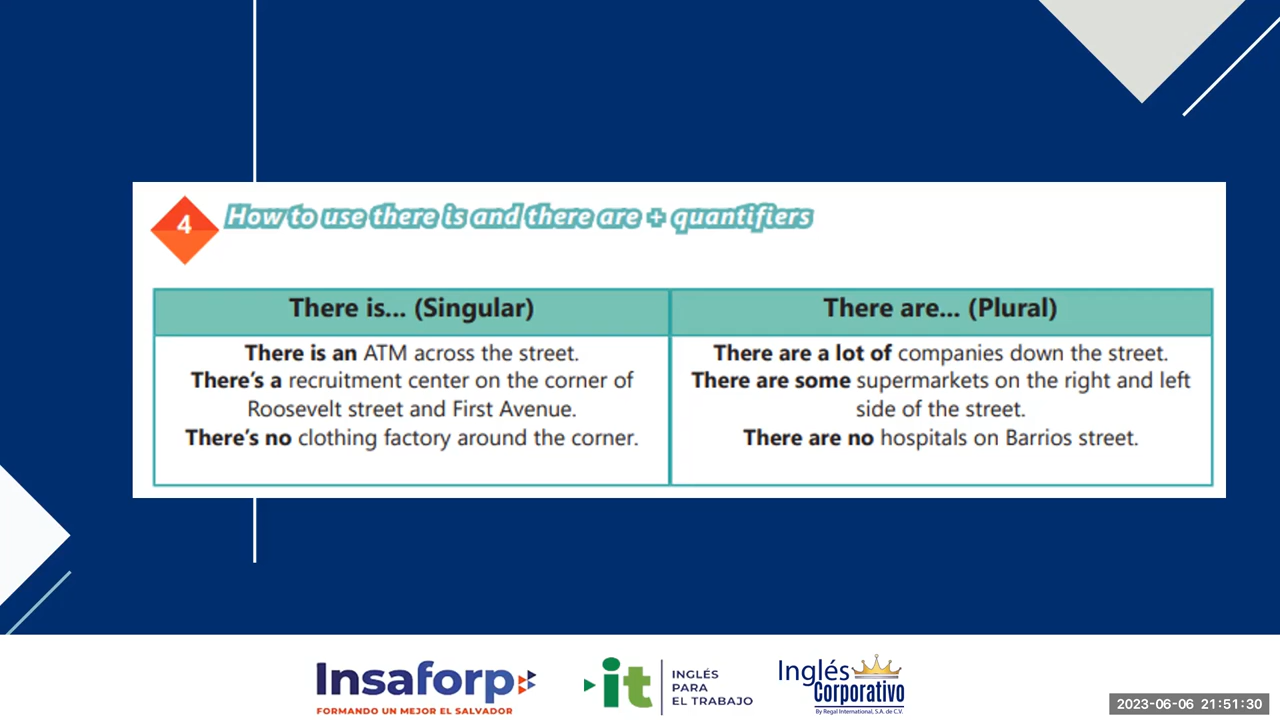 4
How to use there is and there are + quantifiers
There is... (Singular)
There are... (Plural)
There is an ATM across the street.
There's a recruitment center on the corner of
Roosevelt street and First Avenue.
There's no clothing factory around the corner.
There are a lot of companies down the street.
There are some supermarkets on the right and left
side of the street.
There are no hospitals on Barrios street.
Insaforp
FORMANDO UN MEJOR EL SALVADOR
it
INGLÉS
PARA
EL TRABAJO
Inglés
Corporativo
By Regal International, S.A. de C.V.
2023-06-06 21:51:30